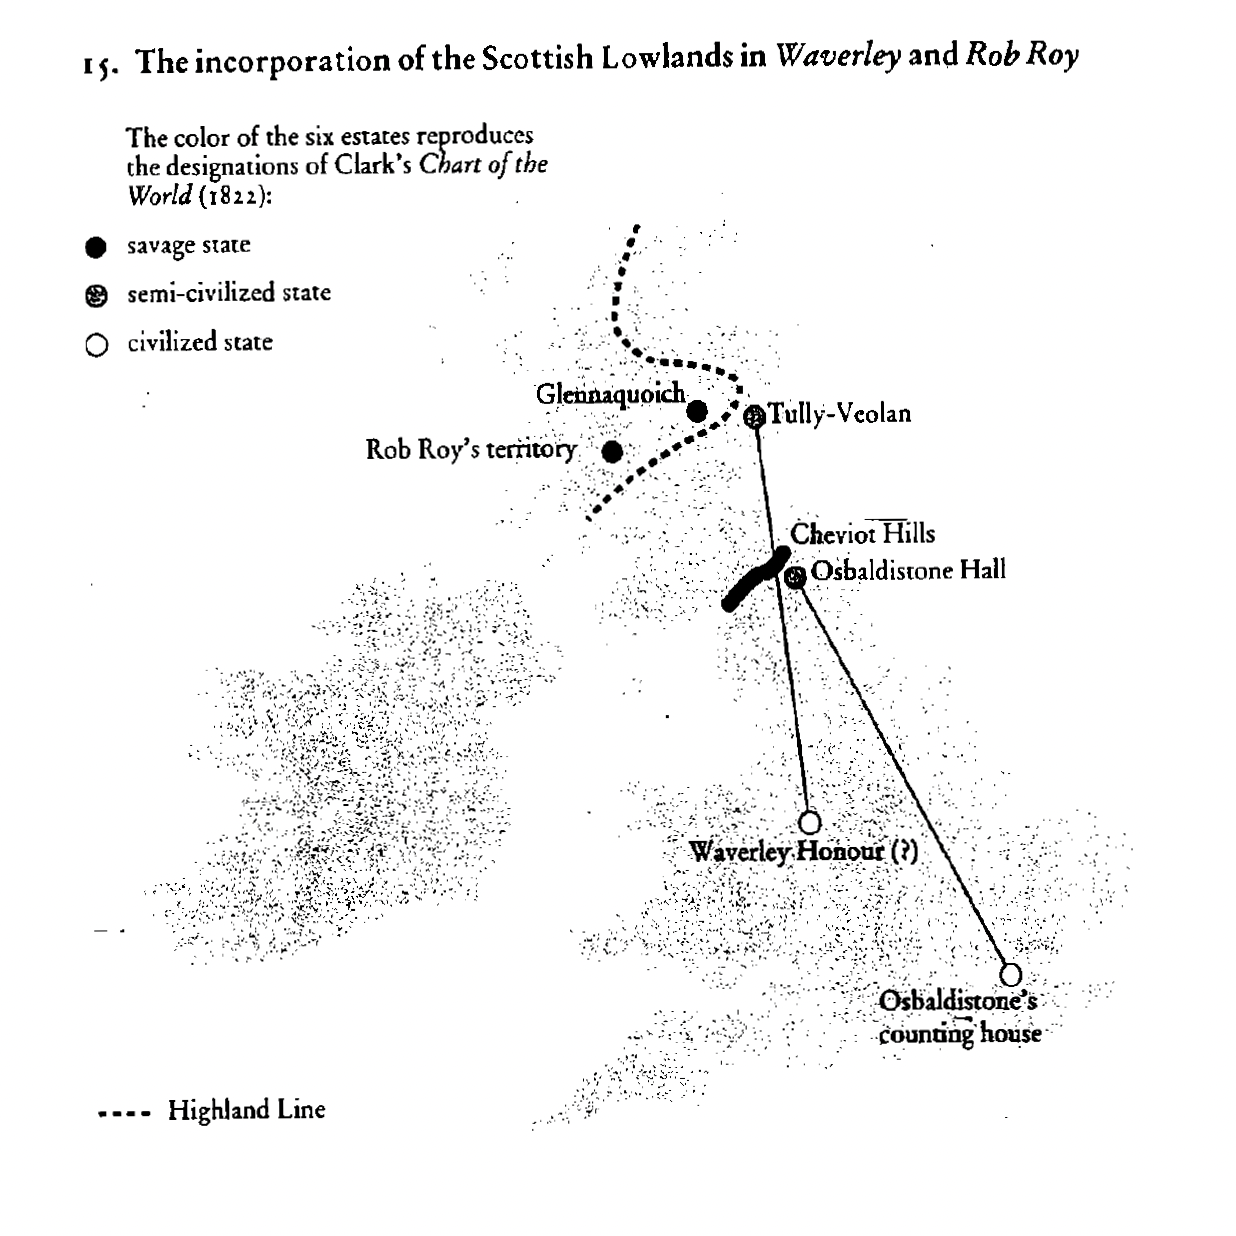 15. The incorporation of the Scottish Lowlands in Waverley and Rob Roy
The color of the six estates reproduces
the designations of Clark's Chart of the
World (1822):
savage state
semi-civilized state
civilized state
Glennaquoich
Tully-Veolan
Rob Roy's territory
Cheviot Hills
Osbaldistone Hall
Waverley Honour (?)
Osbaldistone's
counting house
Highland Line